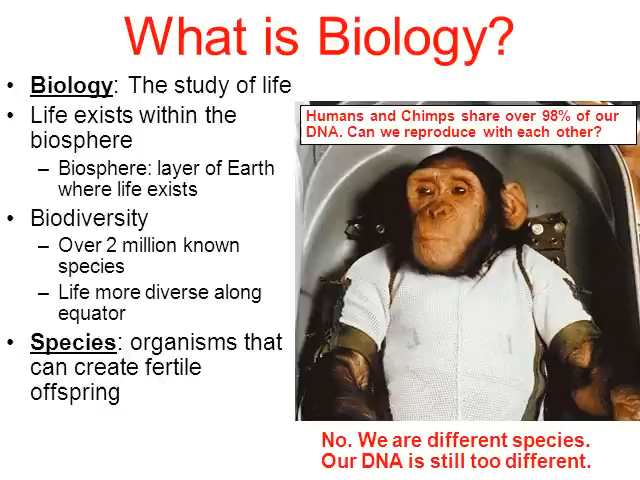 What is Biology?
• Biology: The study of life
• Life exists within the
biosphere
– Biosphere: layer of Earth
where life exists
• Biodiversity
– Over 2 million known
species
– Life more diverse along
equator
• Species: organisms that
can create fertile
offspring
Humans and Chimps share over 98% of our
DNA. Can we reproduce with each other?
No. We are different species.
Our DNA is still too different.